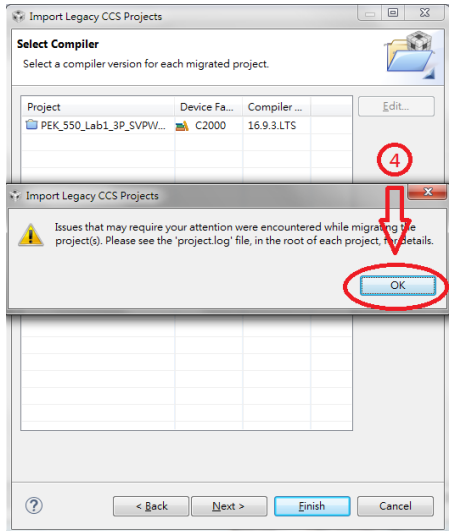 Import Legacy CCS Projects
Select Compiler
Select a compiler version for each migrated project.
Project Device Fa... Compiler ... Edit...
PEK_550_Lab1_3P_SVPW... C2000 16.9.3.LTS
4
Import Legacy CCS Projects
Issues that may require your attention were encountered while migrating the
project(s). Please see the 'project.log' file, in the root of each project, for details.
OK
< Back Next > Finish Cancel